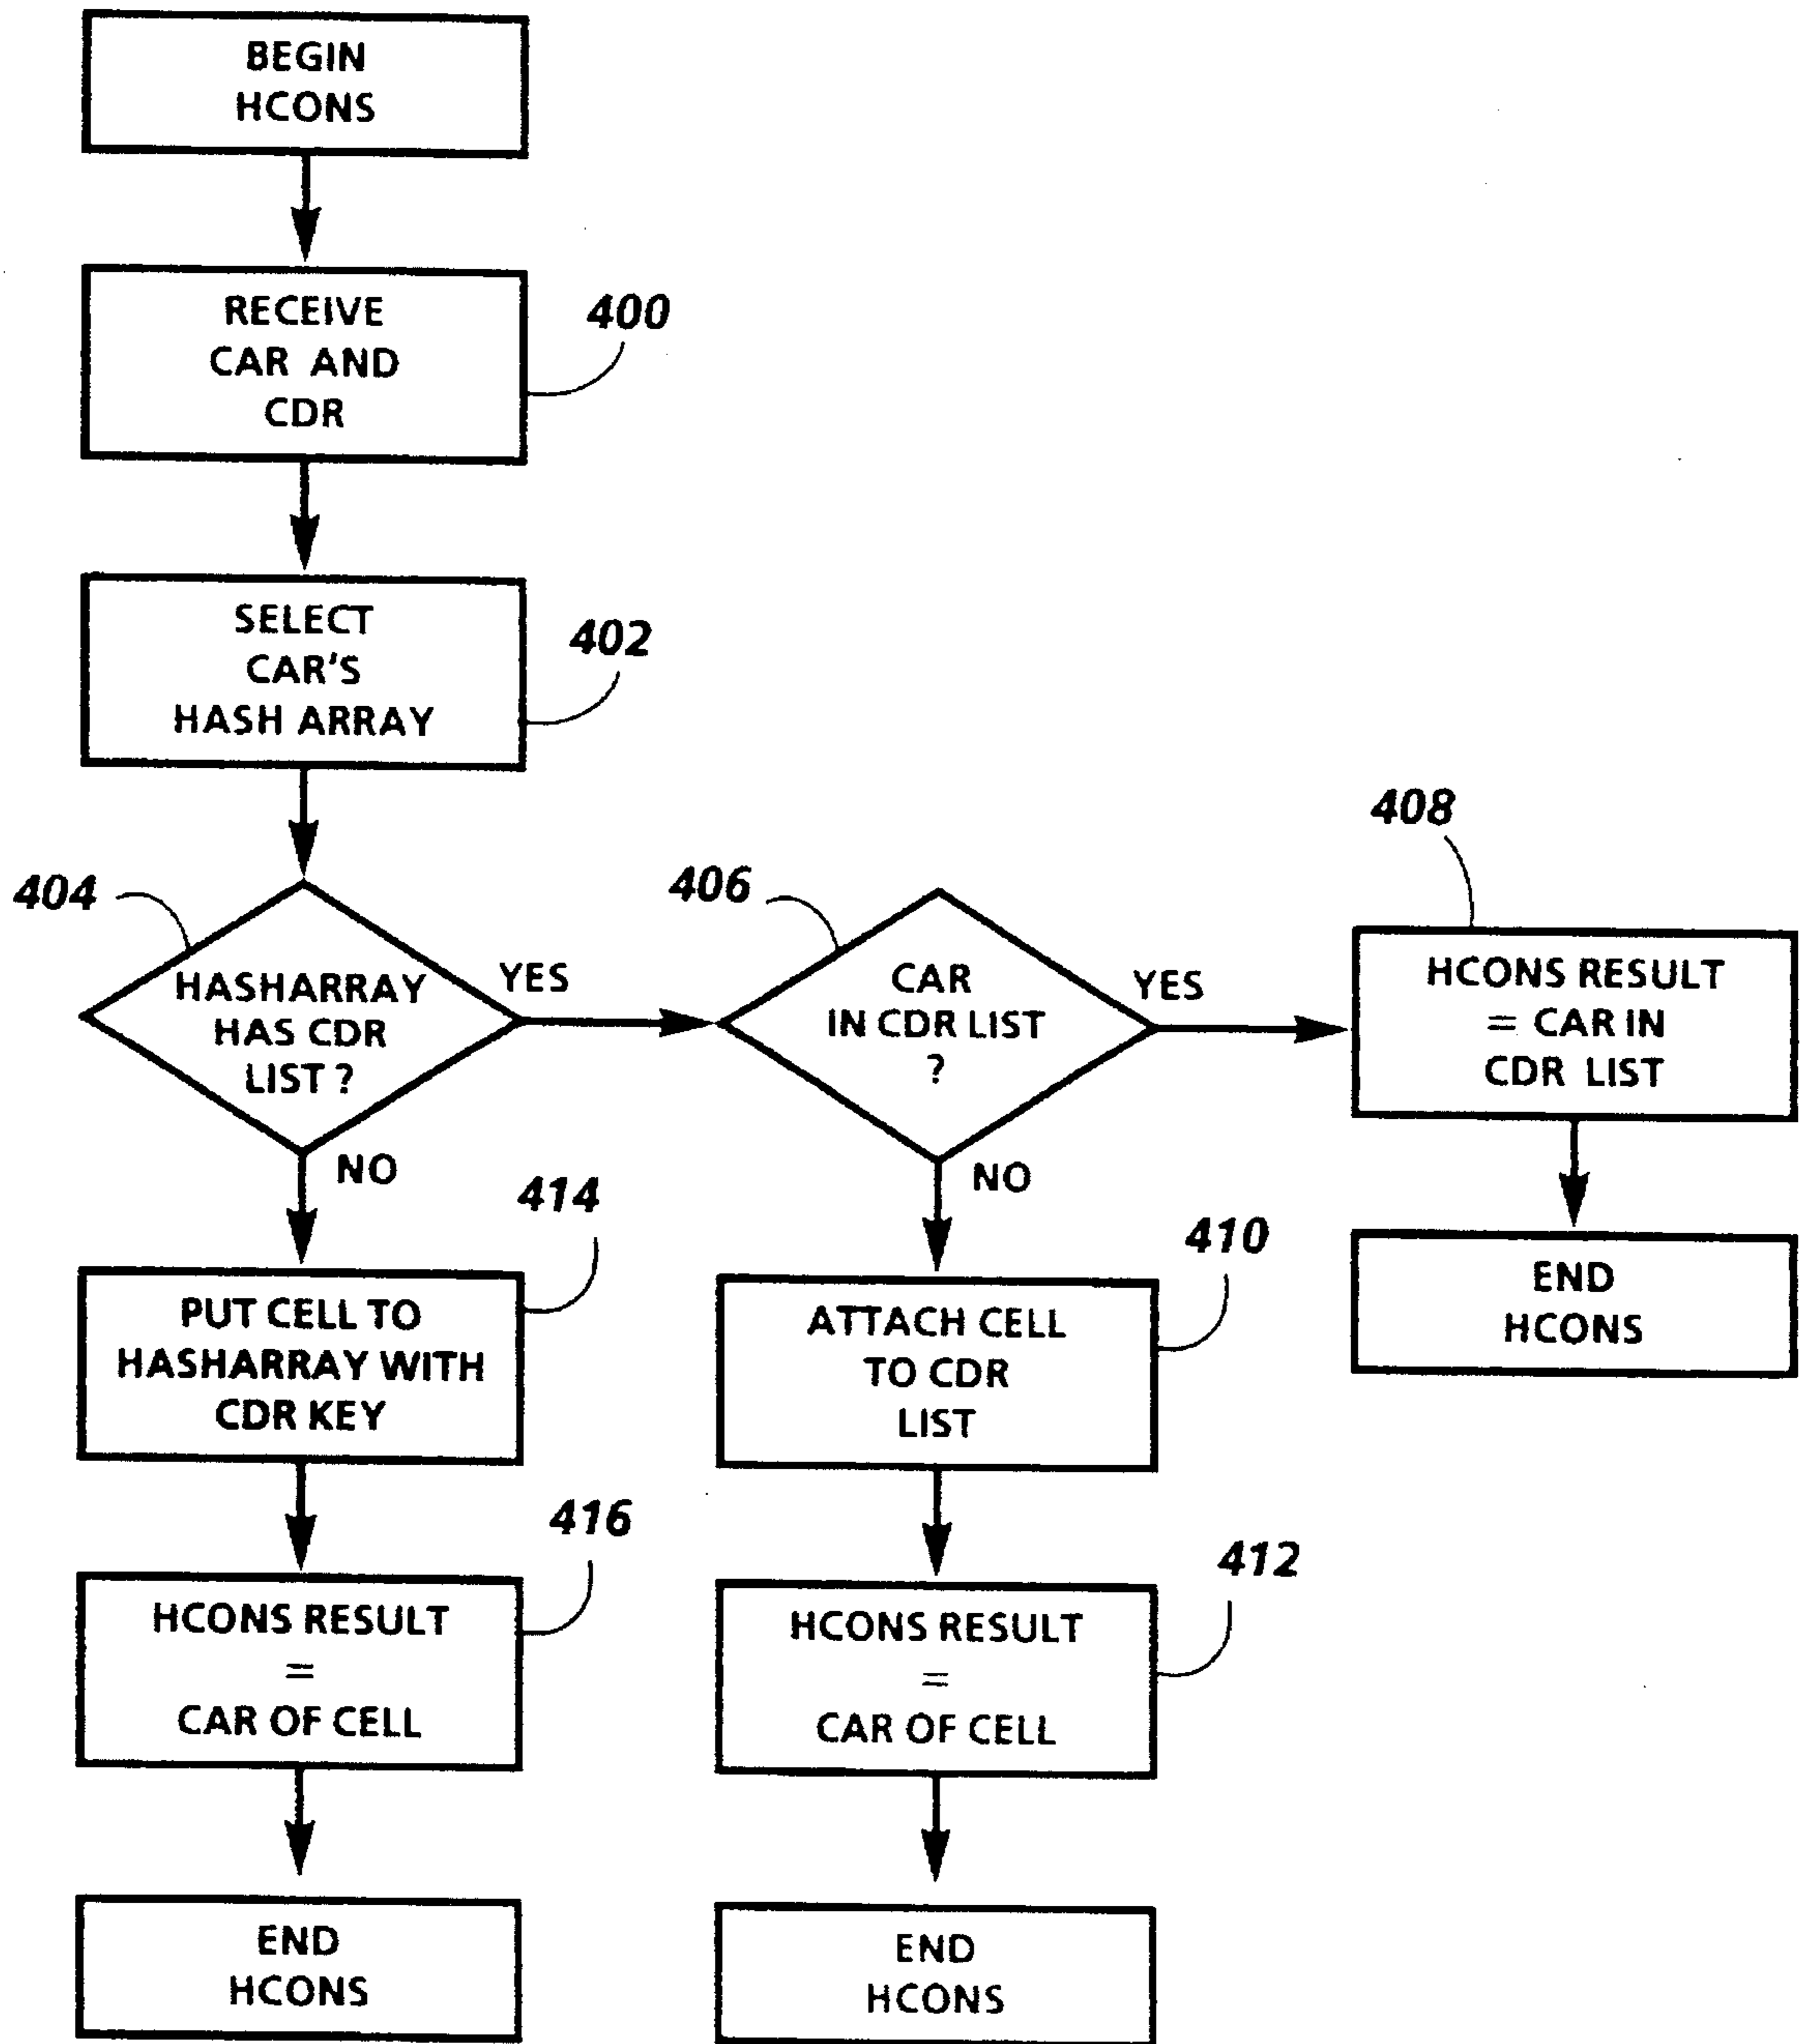 BEGIN
HCONS
RECEIVE
CAR AND
CDR
400
SELECT
CAR'S
HASH ARRAY
402
404
HASHARRAY
HAS CDR
LIST ?
YES
NO
406
CAR
IN CDR LIST
?
YES
NO
408
HCONS RESULT
= CAR IN
CDR LIST
END
HCONS
414
PUT CELL TO
HASHARRAY WITH
CDR KEY
410
ATTACH CELL
TO CDR
LIST
416
HCONS RESULT
=
CAR OF CELL
412
HCONS RESULT
=
CAR OF CELL
END
HCONS
END
HCONS